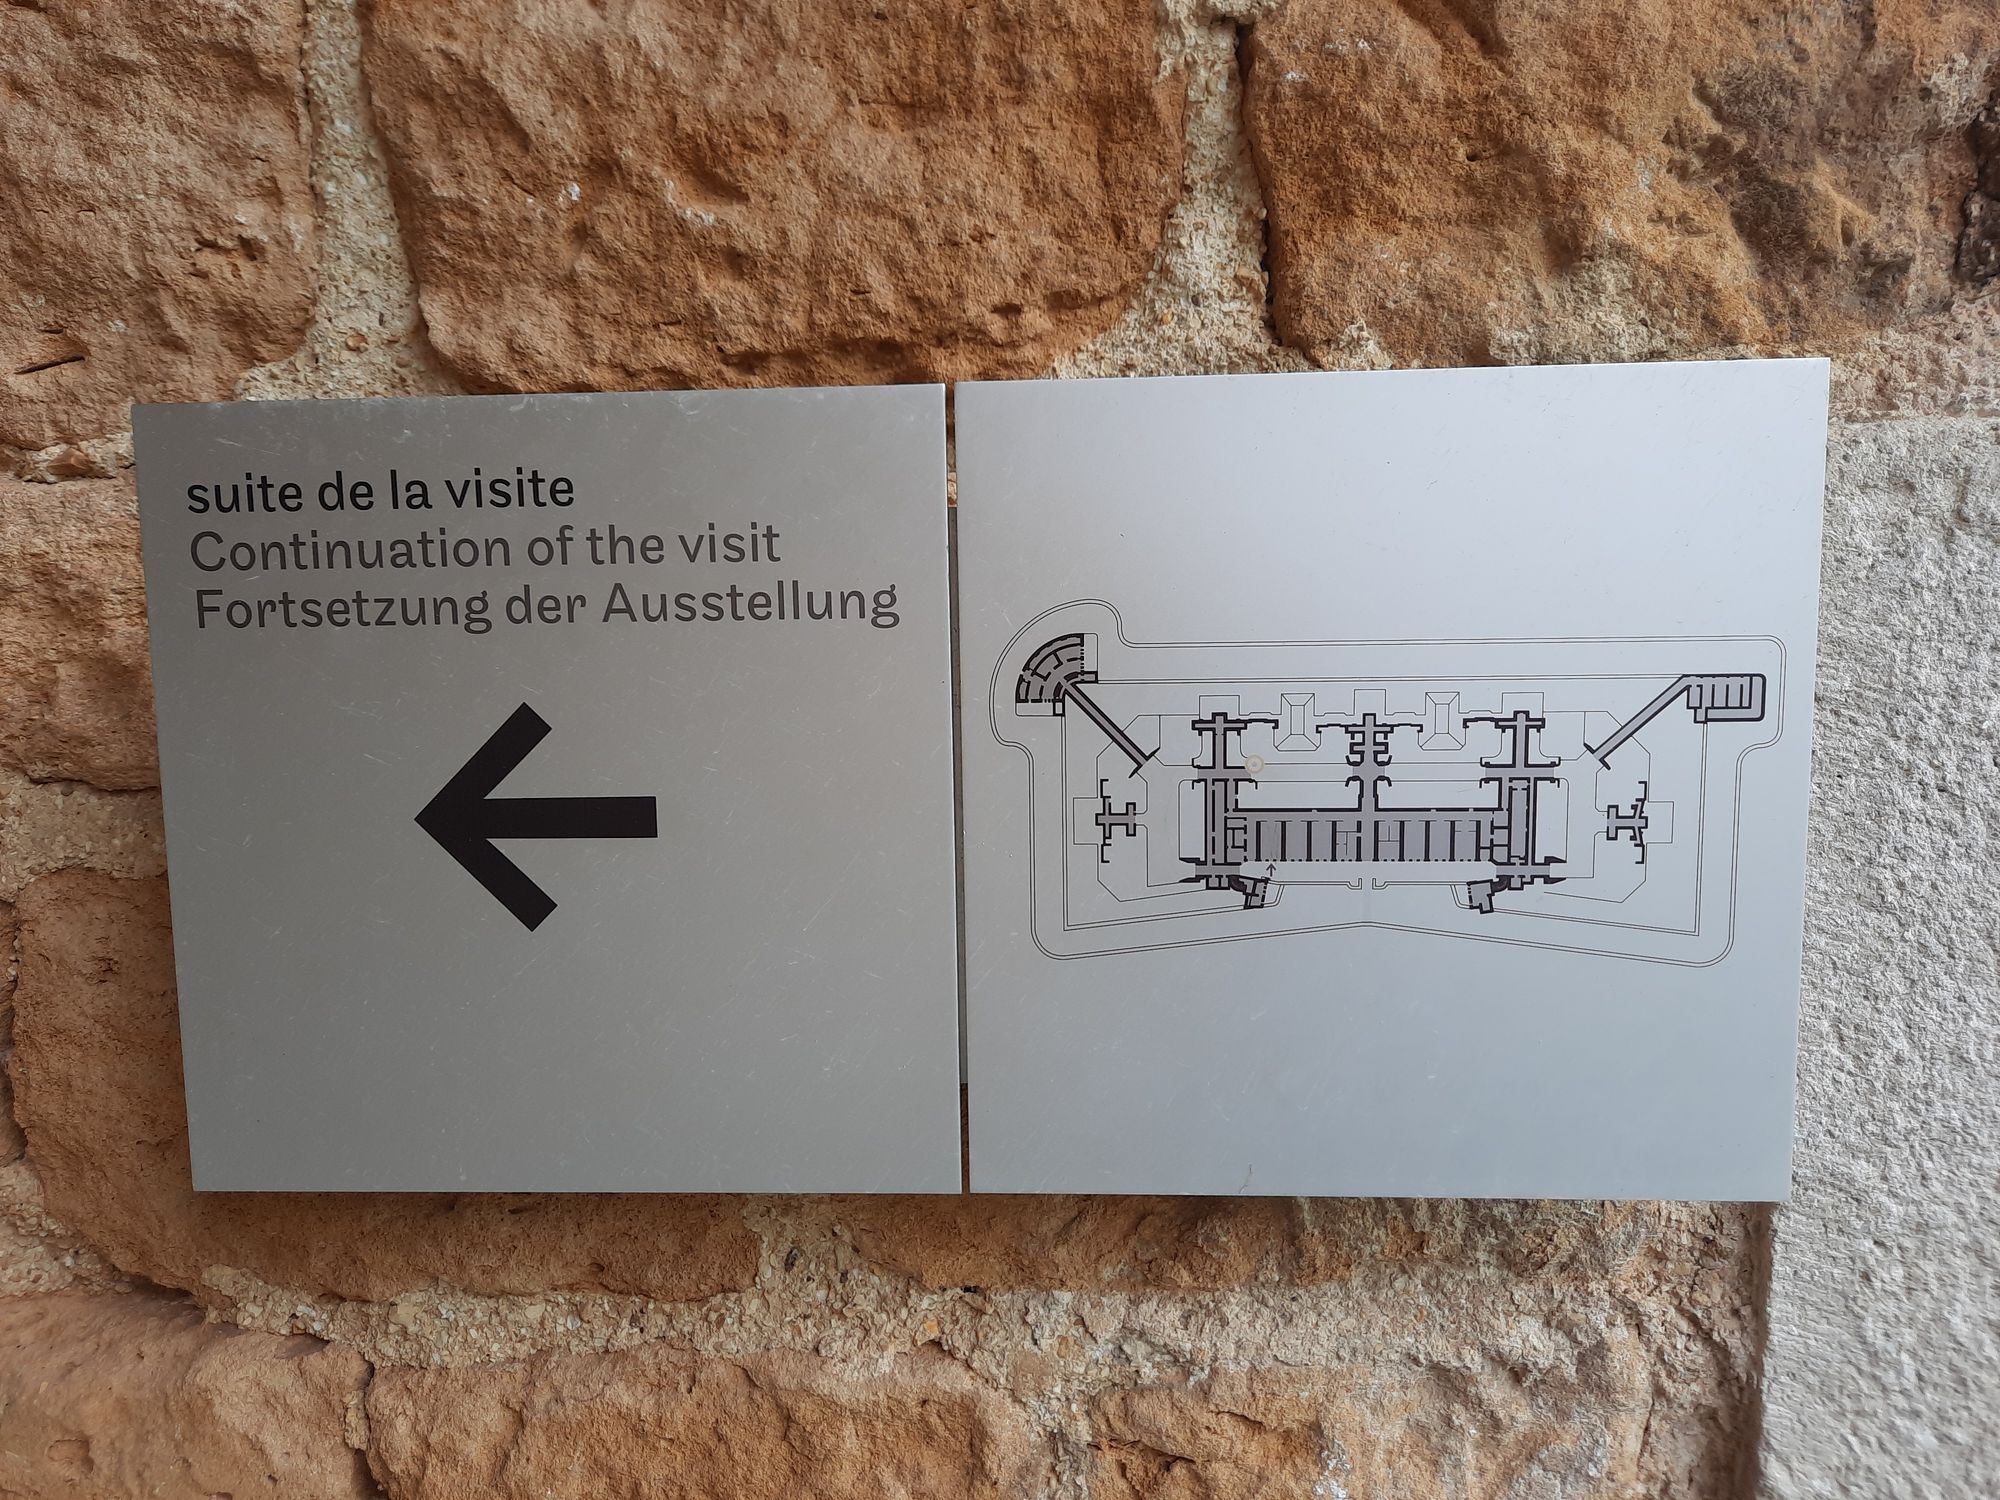 suite de la visite
Continuation of the visit
Fortsetzung der Ausstellung